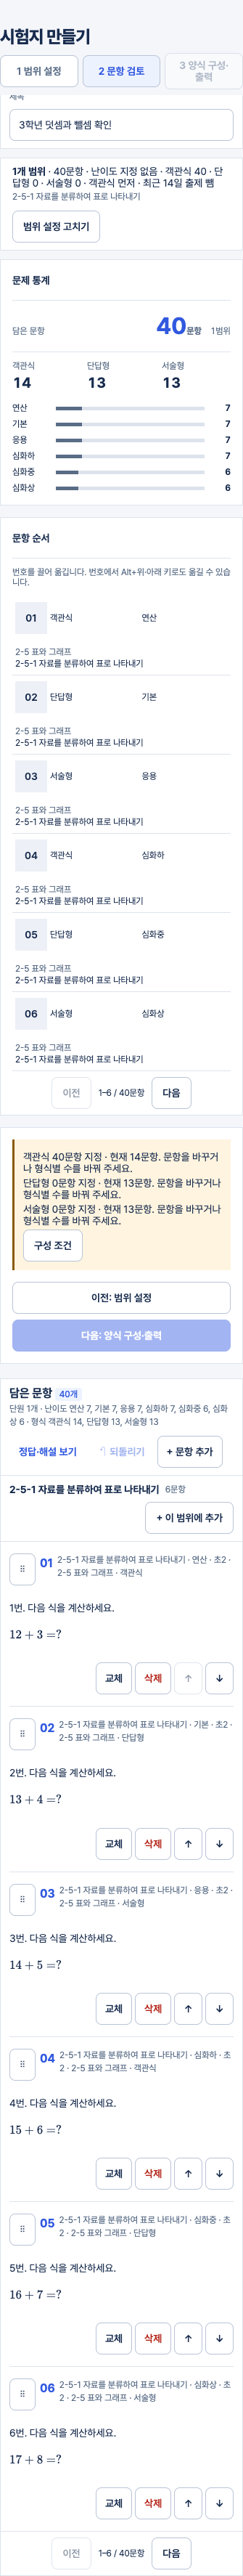 시험지 만들기
1 범위 설정
2 문항 검토
3 양식 구성·
출력
3학년 덧셈과 뺄셈 확인
1개 범위 · 40문항 · 난이도 지정 없음 · 객관식 40 · 단
답형 0 · 서술형 0 · 객관식 먼저 · 최근 14일 출제 뺌
2-5-1 자료를 분류하여 표로 나타내기
범위 설정 고치기
문제 통계
담은 문항
40문항 1범위
객관식 단답형 서술형
14 13 13
연산 7
기본 7
응용 7
심화하 7
심화중 6
심화상 6
문항 순서
번호를 끌어 옮깁니다. 번호에서 Alt+위·아래 키로도 옮길 수 있습
니다.
01 객관식 연산
2-5 표와 그래프
2-5-1 자료를 분류하여 표로 나타내기
02 단답형 기본
2-5 표와 그래프
2-5-1 자료를 분류하여 표로 나타내기
03 서술형 응용
2-5 표와 그래프
2-5-1 자료를 분류하여 표로 나타내기
04 객관식 심화하
2-5 표와 그래프
2-5-1 자료를 분류하여 표로 나타내기
05 단답형 심화중
2-5 표와 그래프
2-5-1 자료를 분류하여 표로 나타내기
06 서술형 심화상
2-5 표와 그래프
2-5-1 자료를 분류하여 표로 나타내기
이전 1–6 / 40문항 다음
객관식 40문항 지정 · 현재 14문항. 문항을 바꾸거
나 형식별 수를 바꿔 주세요.
단답형 0문항 지정 · 현재 13문항. 문항을 바꾸거나
형식별 수를 바꿔 주세요.
서술형 0문항 지정 · 현재 13문항. 문항을 바꾸거나
형식별 수를 바꿔 주세요.
구성 조건
이전: 범위 설정
다음: 양식 구성·출력
담은 문항 40개
단원 1개 · 난이도 연산 7, 기본 7, 응용 7, 심화하 7, 심화중 6, 심화
상 6 · 형식 객관식 14, 단답형 13, 서술형 13
정답·해설 보기 되돌리기 + 문항 추가
2-5-1 자료를 분류하여 표로 나타내기 6문항
+ 이 범위에 추가
01 2-5-1 자료를 분류하여 표로 나타내기 · 연산 · 초2 ·
2-5 표와 그래프 · 객관식
1번. 다음 식을 계산하세요.
12 + 3 =?
교체 삭제 ↑ ↓
02 2-5-1 자료를 분류하여 표로 나타내기 · 기본 · 초2 ·
2-5 표와 그래프 · 단답형
2번. 다음 식을 계산하세요.
13 + 4 =?
교체 삭제 ↑ ↓
03 2-5-1 자료를 분류하여 표로 나타내기 · 응용 · 초2 ·
2-5 표와 그래프 · 서술형
3번. 다음 식을 계산하세요.
14 + 5 =?
교체 삭제 ↑ ↓
04 2-5-1 자료를 분류하여 표로 나타내기 · 심화하 · 초
2 · 2-5 표와 그래프 · 객관식
4번. 다음 식을 계산하세요.
15 + 6 =?
교체 삭제 ↑ ↓
05 2-5-1 자료를 분류하여 표로 나타내기 · 심화중 · 초
2 · 2-5 표와 그래프 · 단답형
5번. 다음 식을 계산하세요.
16 + 7 =?
교체 삭제 ↑ ↓
06 2-5-1 자료를 분류하여 표로 나타내기 · 심화상 · 초
2 · 2-5 표와 그래프 · 서술형
6번. 다음 식을 계산하세요.
17 + 8 =?
교체 삭제 ↑ ↓
이전 1–6 / 40문항 다음